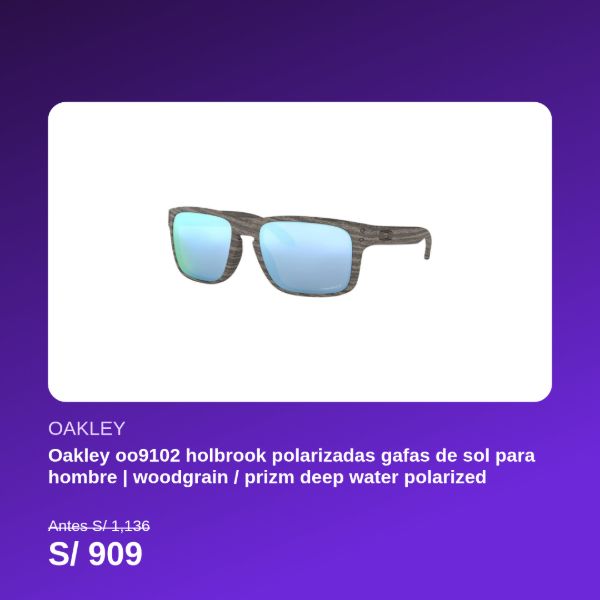 OAKLEY
Oakley oo9102 holbrook polarizadas gafas de sol para
hombre | woodgrain / prizm deep water polarized
Antes S/ 1,136
S/ 909